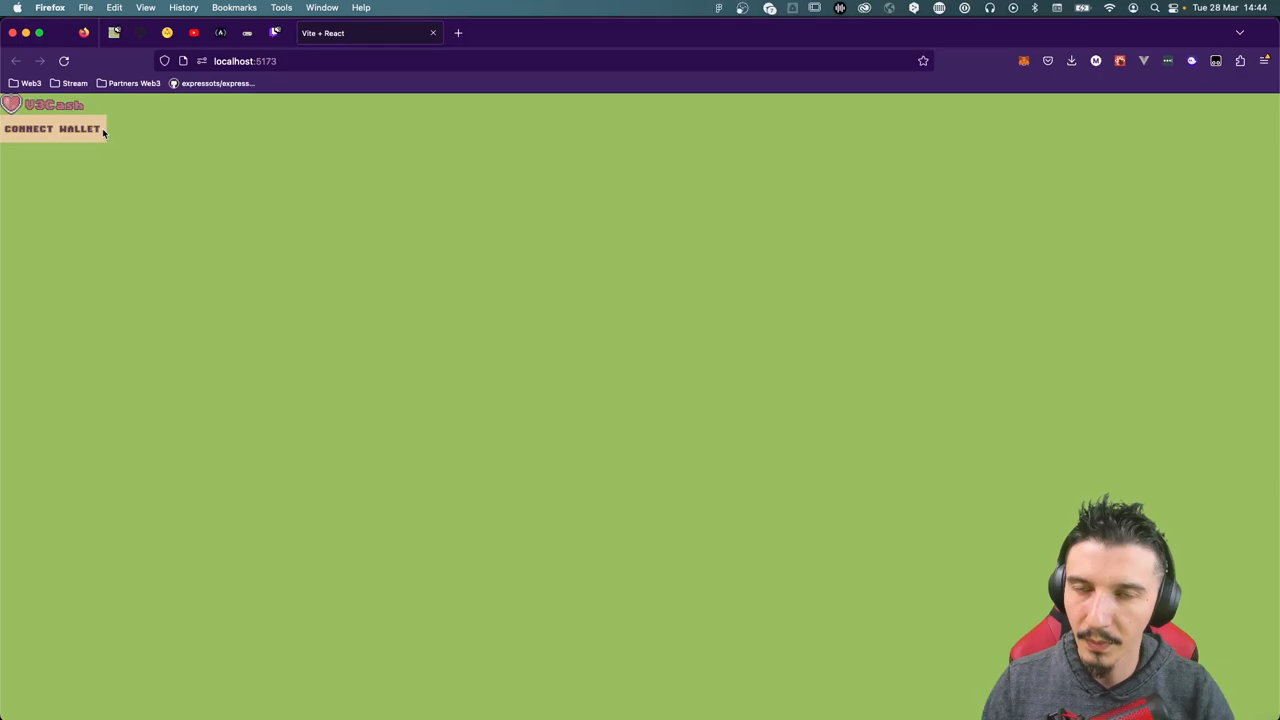 Firefox File Edit View History Bookmarks Tools Window Help
Tue 28 Mar 14:44
Vite + React
localhost:5173
Web3 Stream Partners Web3 expressots/express...
V3Cash
CONNECT WALLET